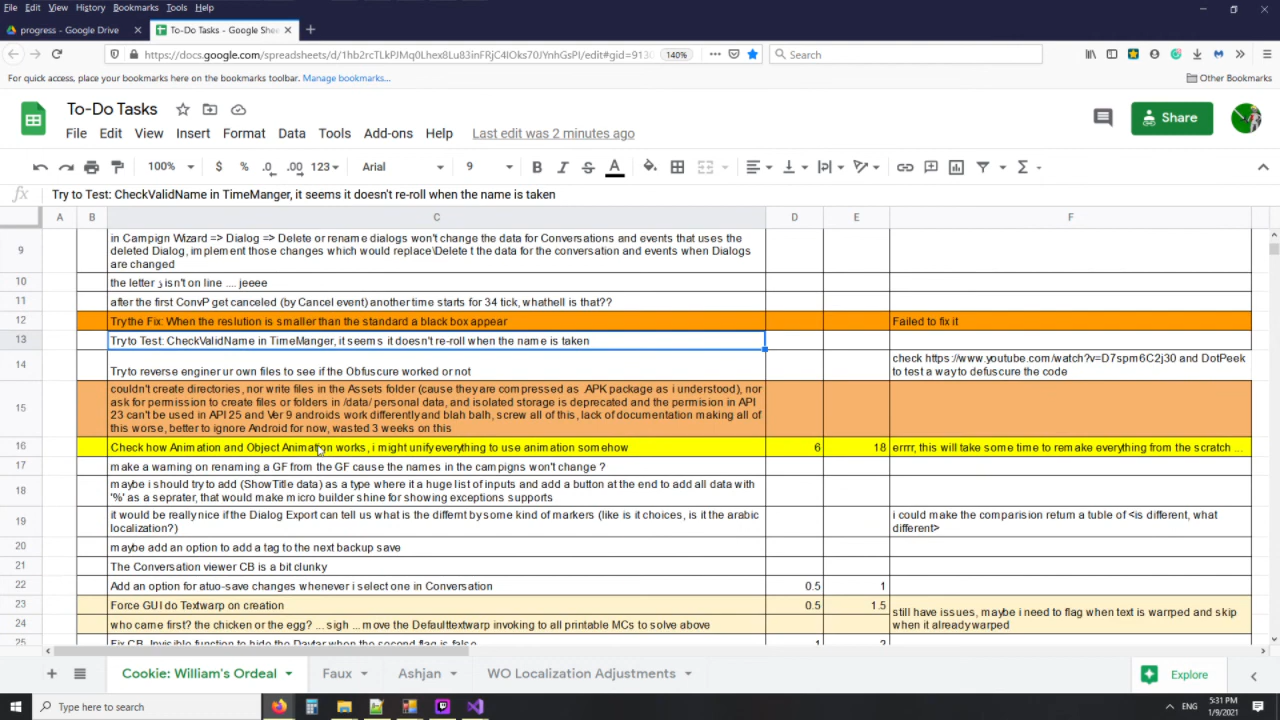 File Edit View History Bookmarks Tools Help
progress - Google Drive
To-Do Tasks - Google Shee
https://docs.google.com/spreadsheets/d/1hb2rcTLkPJMq0Lhex8Lu83inFRjC4IOks70JYnhGsPI/edit#gid=913
140%
Search
For quick access, place your bookmarks here on the bookmarks toolbar. Manage bookmarks...
Other Bookmarks
To-Do Tasks
File Edit View Insert Format Data Tools Add-ons Help Last edit was 2 minutes ago
Share
100% $ % .0 .00 123 Arial 9 B I S A
fx Try to Test: CheckValidName in TimeManger, it seems it doesn't re-roll when the name is taken
A B C D E F
9 in Campign Wizard => Dialog => Delete or rename dialogs won't change the data for Conversations and events that uses the
deleted Dialog, implement those changes which would replace\Delete t the data for the conversation and events when Dialogs
are changed
10 the letter ز isn't on line .... jeeee
11 after the first ConvP get canceled (by Cancel event) another time starts for 34 tick, whathell is that??
12 Try the Fix: When the reslution is smaller than the standard a black box appear Failed to fix it
13 Try to Test: CheckValidName in TimeManger, it seems it doesn't re-roll when the name is taken
14 Try to reverse enginer ur own files to see if the Obfuscure worked or not
check https://www.youtube.com/watch?v=D7spm6C2j30 and DotPeek
to test a way to defuscure the code
15 couldn't create directories, nor write files in the Assets folder (cause they are compressed as .APK package as i understood), nor
ask for permission to create files or folders in /data/ personal data, and isolated storage is deprecated and the permision in API
23 can't be used in API 25 and Ver 9 androids work differently and blah balh, screw all of this, lack of documentation making all of
this worse, better to ignore Android for now, wasted 3 weeks on this
16 Check how Animation and Object Animation works, i might unify everything to use animation somehow 6 18 errrr, this will take some time to remake everything from the scratch ...
17 make a warning on renaming a GF from the GF cause the names in the campigns won't change ?
18 maybe i should try to add (ShowTitle data) as a type where it a huge list of inputs and add a button at the end to add all data with
'%' as a seprater, that would make micro builder shine for showing exceptions supports
19 it would be really nice if the Dialog Export can tell us what is the differnt by some kind of markers (like is it choices, is it the arabic
localization?)
i could make the comparision return a tuble of <is different, what
different>
20 maybe add an option to add a tag to the next backup save
21 The Conversation viewer CB is a bit clunky
22 Add an option for atuo-save changes whenever i select one in Conversation 0.5 1
23 Force GUI do Textwarp on creation 0.5 1.5
24 who came first? the chicken or the egg? ... sigh ... move the Defaulttextwarp invoking to all printable MCs to solve above
still have issues, maybe i need to flag when text is warrped and skip
when it already warped
25 Fix CB, Invisible function to hide the Daytar when the second flag is false 1 2
Cookie: William's Ordeal Faux Ashjan WO Localization Adjustments
Explore
Type here to search
ENG
5:31 PM
1/9/2021